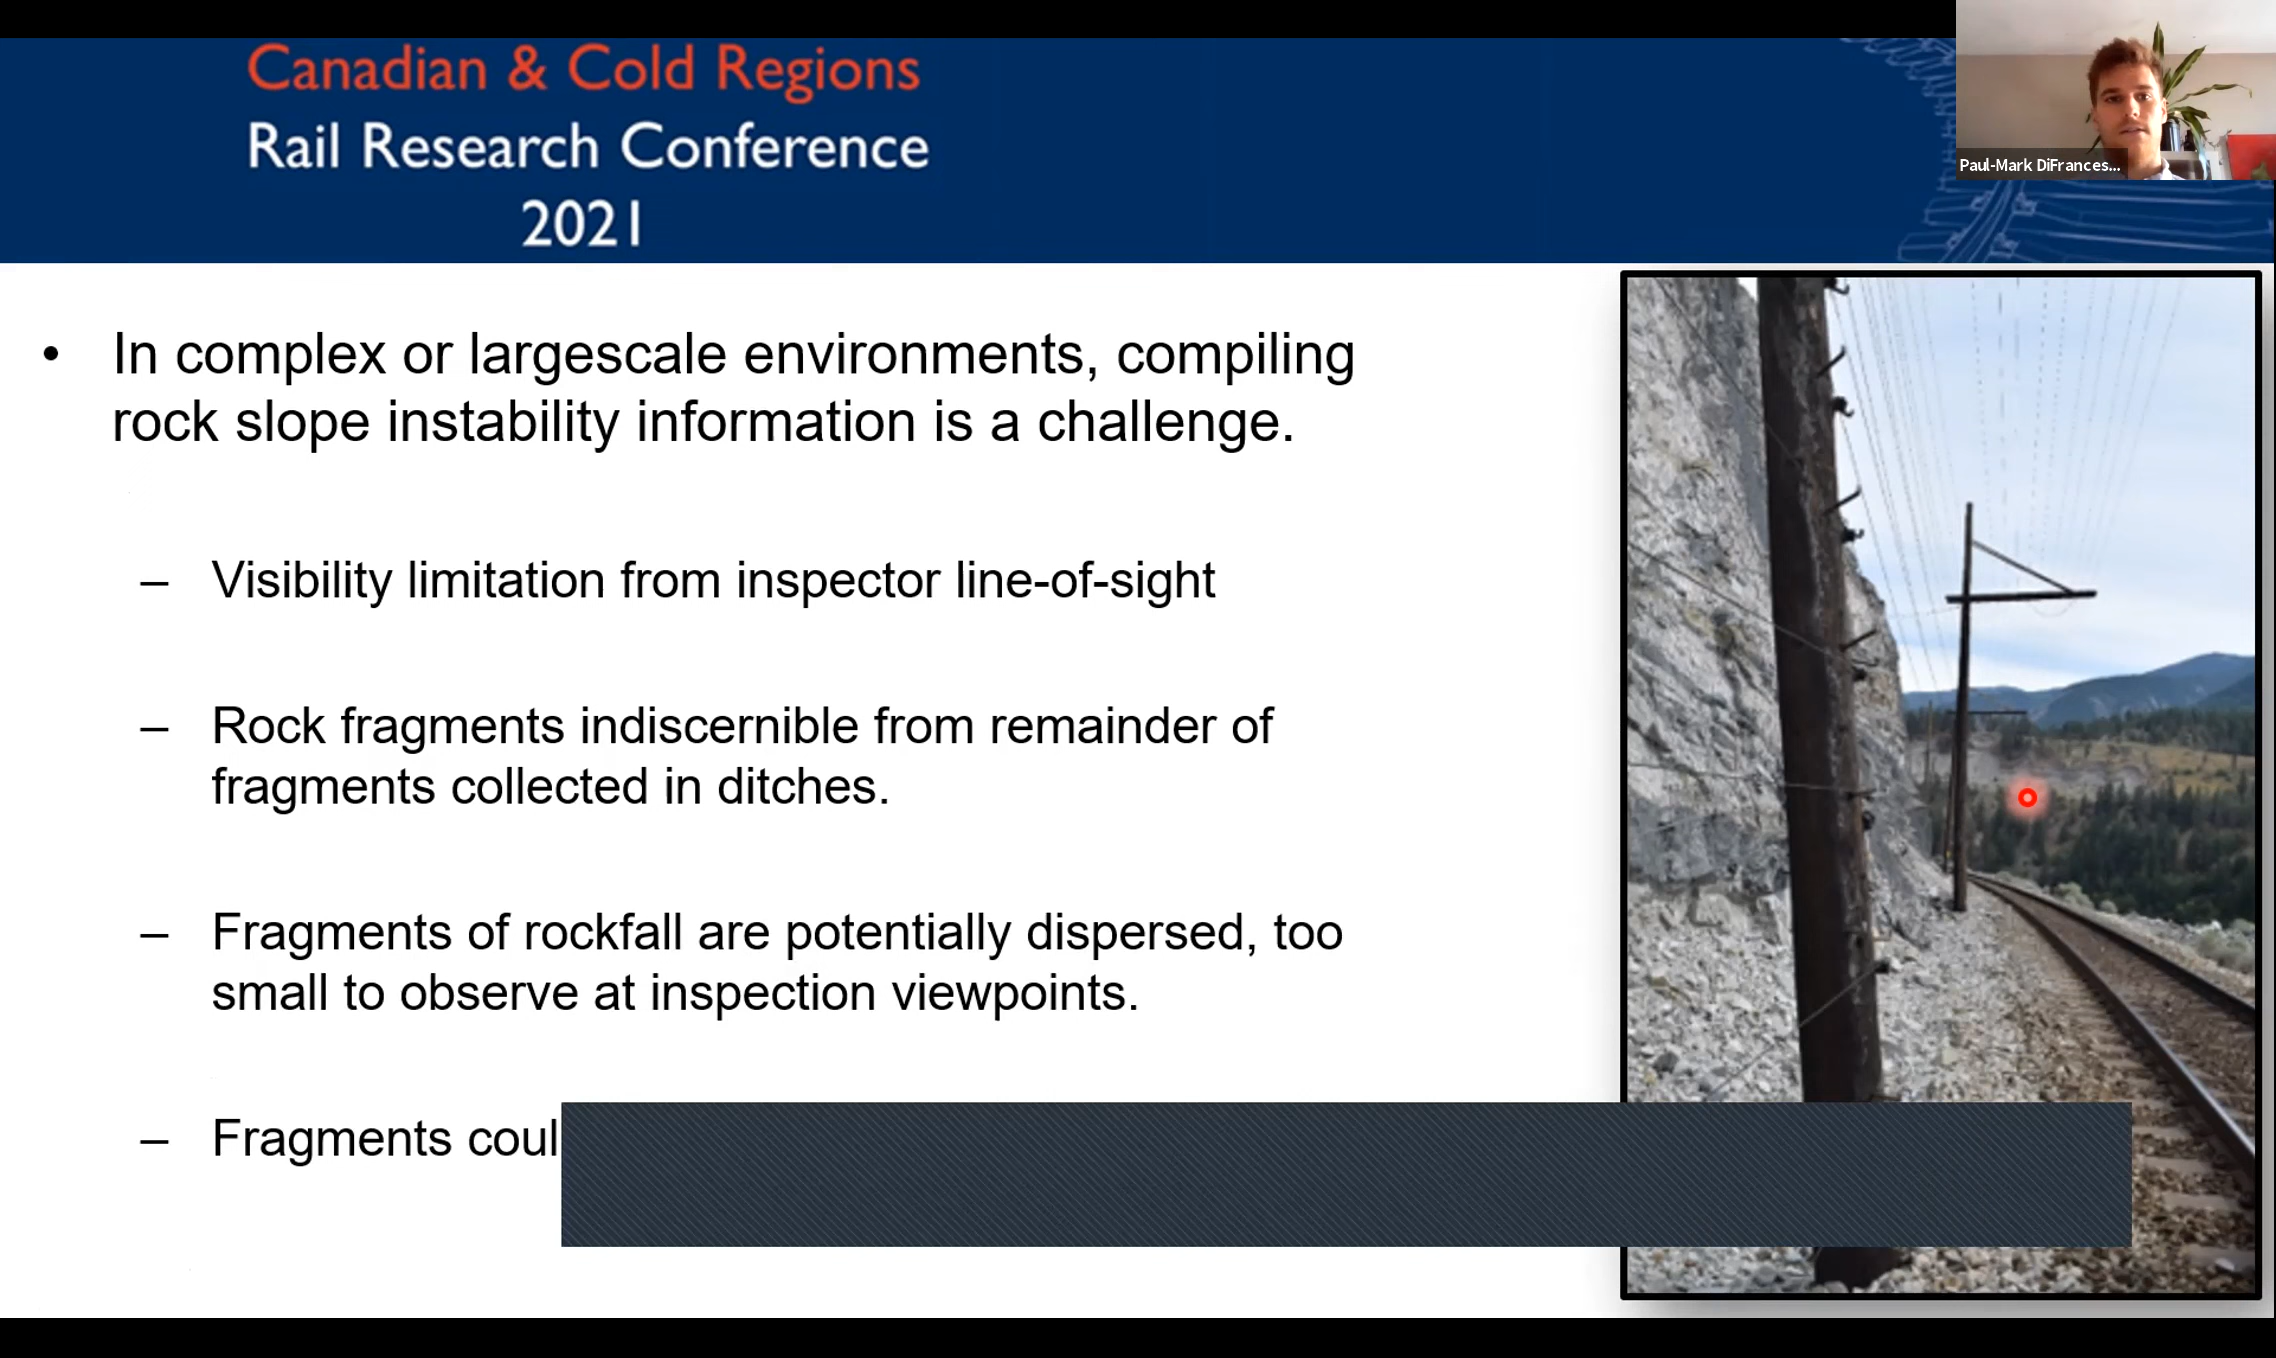 Canadian & Cold Regions
Rail Research Conference
2021
Paul-Mark DiFrances...
• In complex or largescale environments, compiling
rock slope instability information is a challenge.
– Visibility limitation from inspector line-of-sight
– Rock fragments indiscernible from remainder of
fragments collected in ditches.
– Fragments of rockfall are potentially dispersed, too
small to observe at inspection viewpoints.
– Fragments